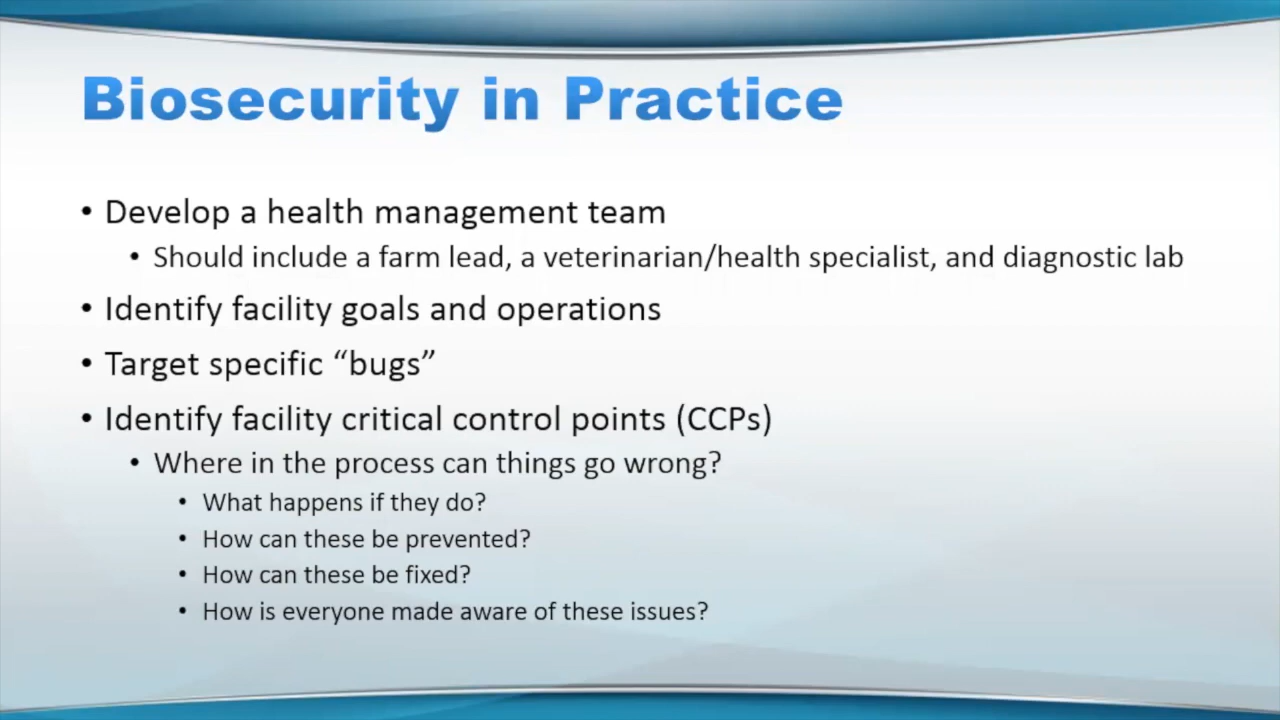 Biosecurity in Practice
• Develop a health management team
• Should include a farm lead, a veterinarian/health specialist, and diagnostic lab
• Identify facility goals and operations
• Target specific “bugs”
• Identify facility critical control points (CCPs)
• Where in the process can things go wrong?
• What happens if they do?
• How can these be prevented?
• How can these be fixed?
• How is everyone made aware of these issues?